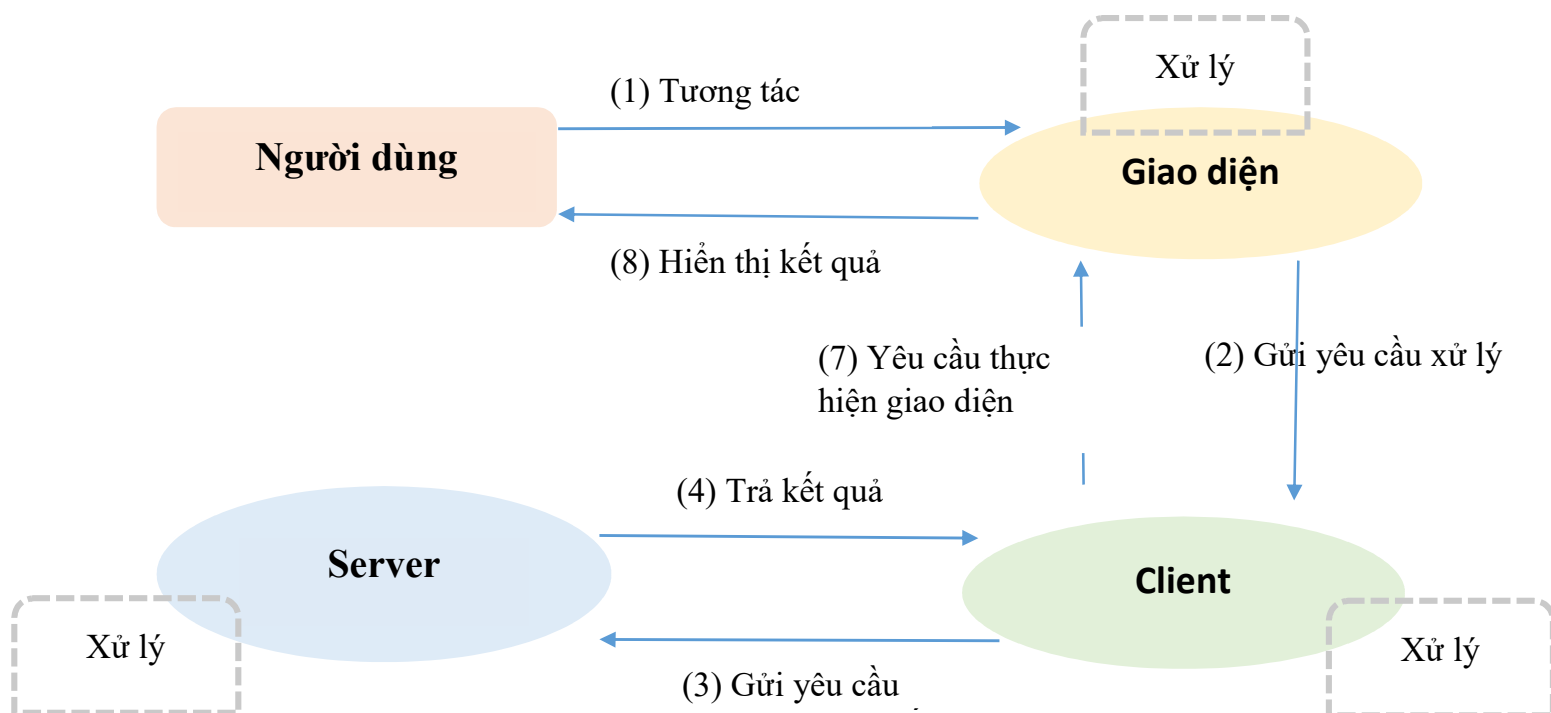 Xử lý
(1) Tương tác
Người dùng
Giao diện
(8) Hiển thị kết quả
(7) Yêu cầu thực
hiện giao diện
(2) Gửi yêu cầu xử lý
(4) Trả kết quả
Server
Client
Xử lý
Xử lý
(3) Gửi yêu cầu